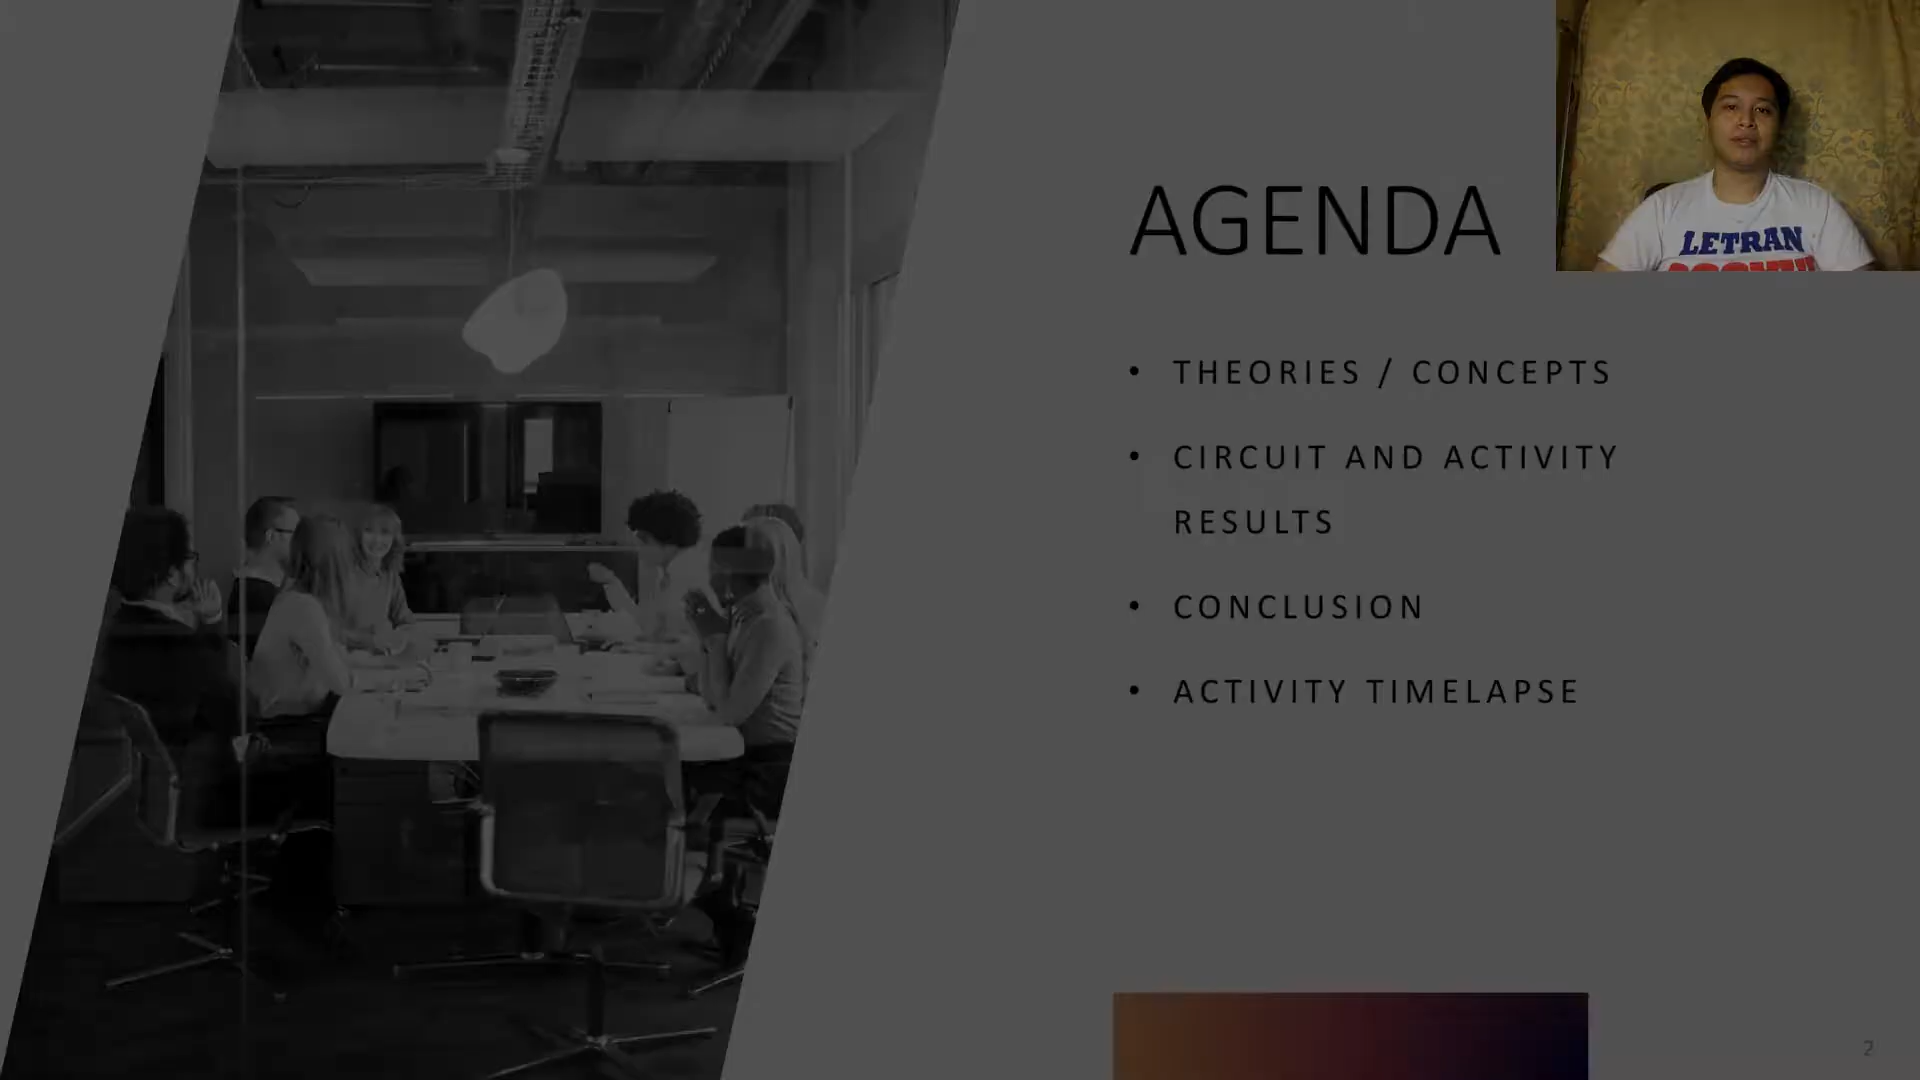 AGENDA
LETRAN
• THEORIES / CONCEPTS
• CIRCUIT AND ACTIVITY
RESULTS
• CONCLUSION
• ACTIVITY TIMELAPSE
2